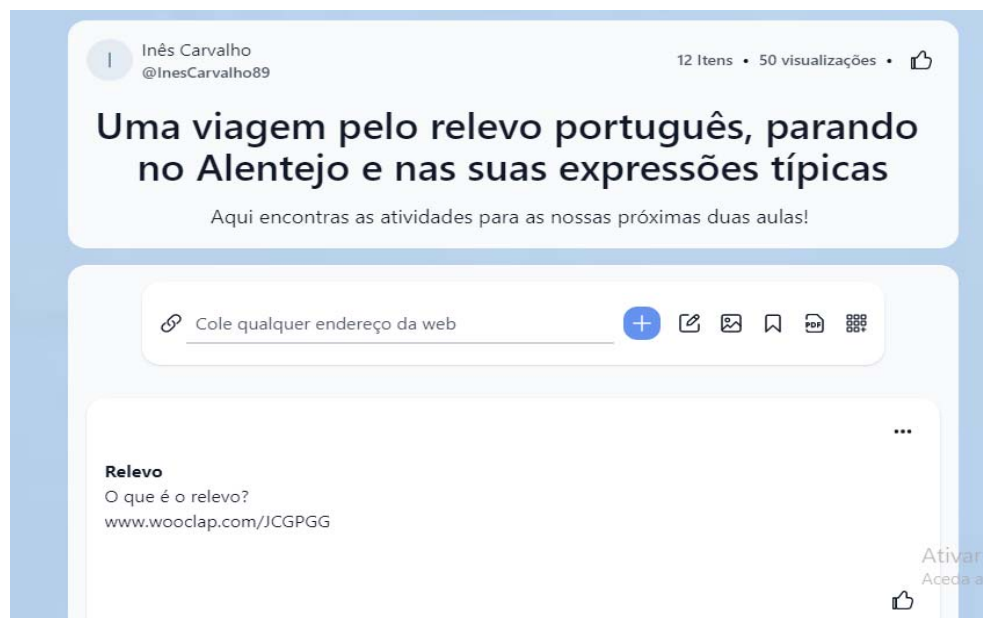 I
Inês Carvalho
@InesCarvalho89
12 Itens • 50 visualizações •
Uma viagem pelo relevo português, parando
no Alentejo e nas suas expressões típicas
Aqui encontras as atividades para as nossas próximas duas aulas!
Cole qualquer endereço da web
PDF
Relevo
O que é o relevo?
www.wooclap.com/JCGPGG
Ativar
Aceda a